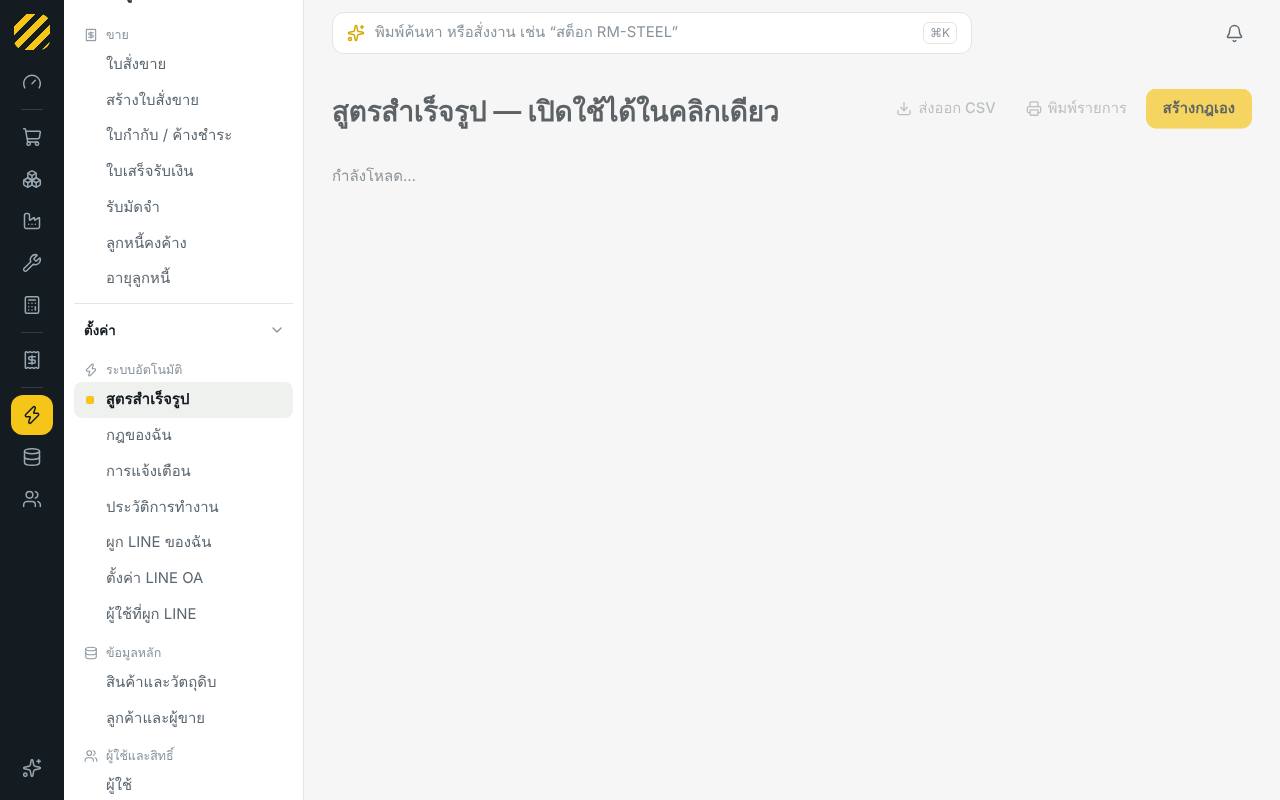 ขาย
ใบสั่งขาย
สร้างใบสั่งขาย
ใบกำกับ / ค้างชำระ
ใบเสร็จรับเงิน
รับมัดจำ
ลูกหนี้คงค้าง
อายุลูกหนี้
ตั้งค่า
ระบบอัตโนมัติ
สูตรสำเร็จรูป
กฎของฉัน
การแจ้งเตือน
ประวัติการทำงาน
ผูก LINE ของฉัน
ตั้งค่า LINE OA
ผู้ใช้ที่ผูก LINE
ข้อมูลหลัก
สินค้าและวัตถุดิบ
ลูกค้าและผู้ขาย
ผู้ใช้และสิทธิ์
ผู้ใช้
พิมพ์ค้นหา หรือสั่งงาน เช่น “สต็อก RM-STEEL”
⌘K
สูตรสำเร็จรูป — เปิดใช้ได้ในคลิกเดียว
ส่งออก CSV
พิมพ์รายการ
สร้างกฎเอง
กำลังโหลด...